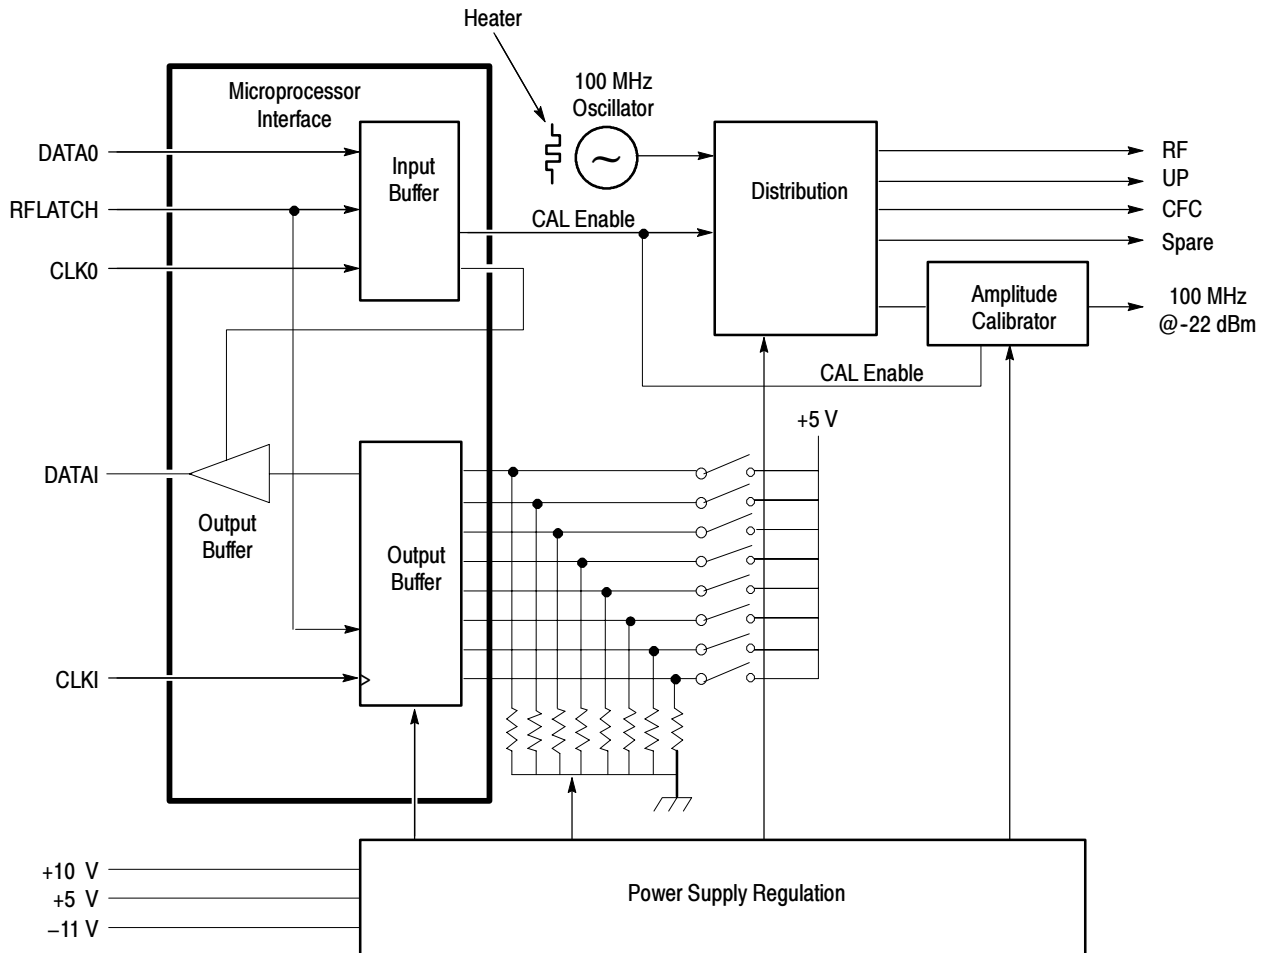 Heater
100 MHz
Oscillator
Microprocessor
Interface
DATA0
RFLATCH
CLK0
Input
Buffer
CAL Enable
Distribution
RF
UP
CFC
Spare
Amplitude
Calibrator
100 MHz
@-22 dBm
CAL Enable
+5 V
DATAI
Output
Buffer
Output
Buffer
CLKI
+10 V
+5 V
–11 V
Power Supply Regulation